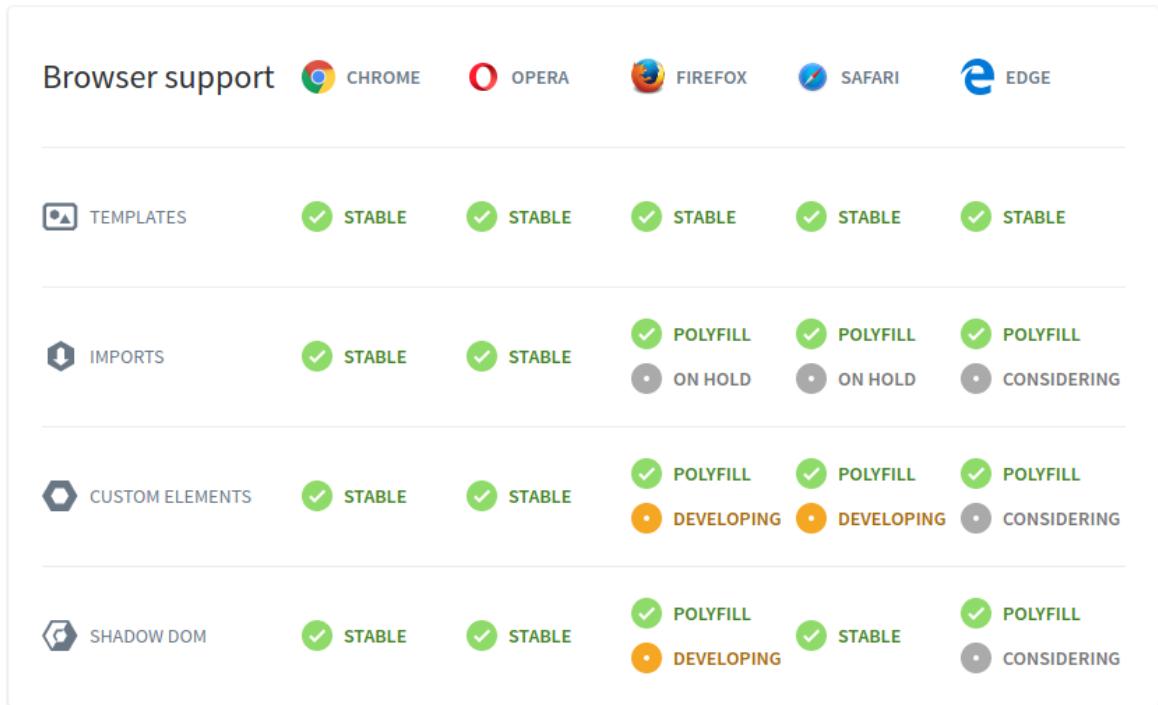 Browser support CHROME OPERA FIREFOX SAFARI EDGE
TEMPLATES STABLE STABLE STABLE STABLE STABLE
POLYFILL POLYFILL POLYFILL
IMPORTS STABLE STABLE
ON HOLD ON HOLD CONSIDERING
POLYFILL POLYFILL POLYFILL
CUSTOM ELEMENTS STABLE STABLE
DEVELOPING DEVELOPING CONSIDERING
POLYFILL POLYFILL
SHADOW DOM STABLE STABLE STABLE
DEVELOPING CONSIDERING